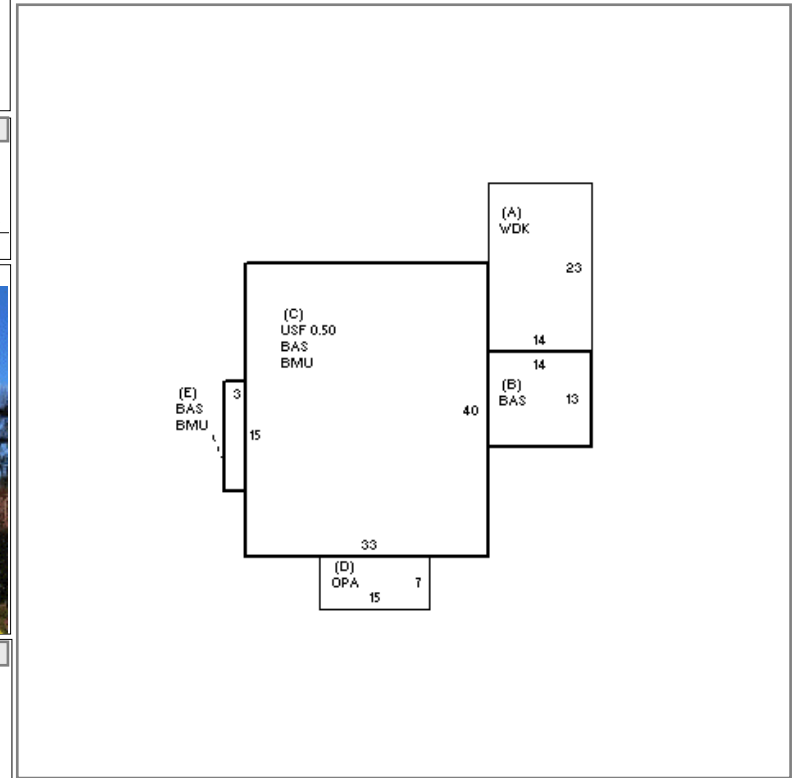 (A)
WDK
23
14
(C)
USF 0.50
BAS
BMU
14
(B)
BAS
13
(E)
BAS
BMU
3
15
40
33
(D)
OPA
7
15